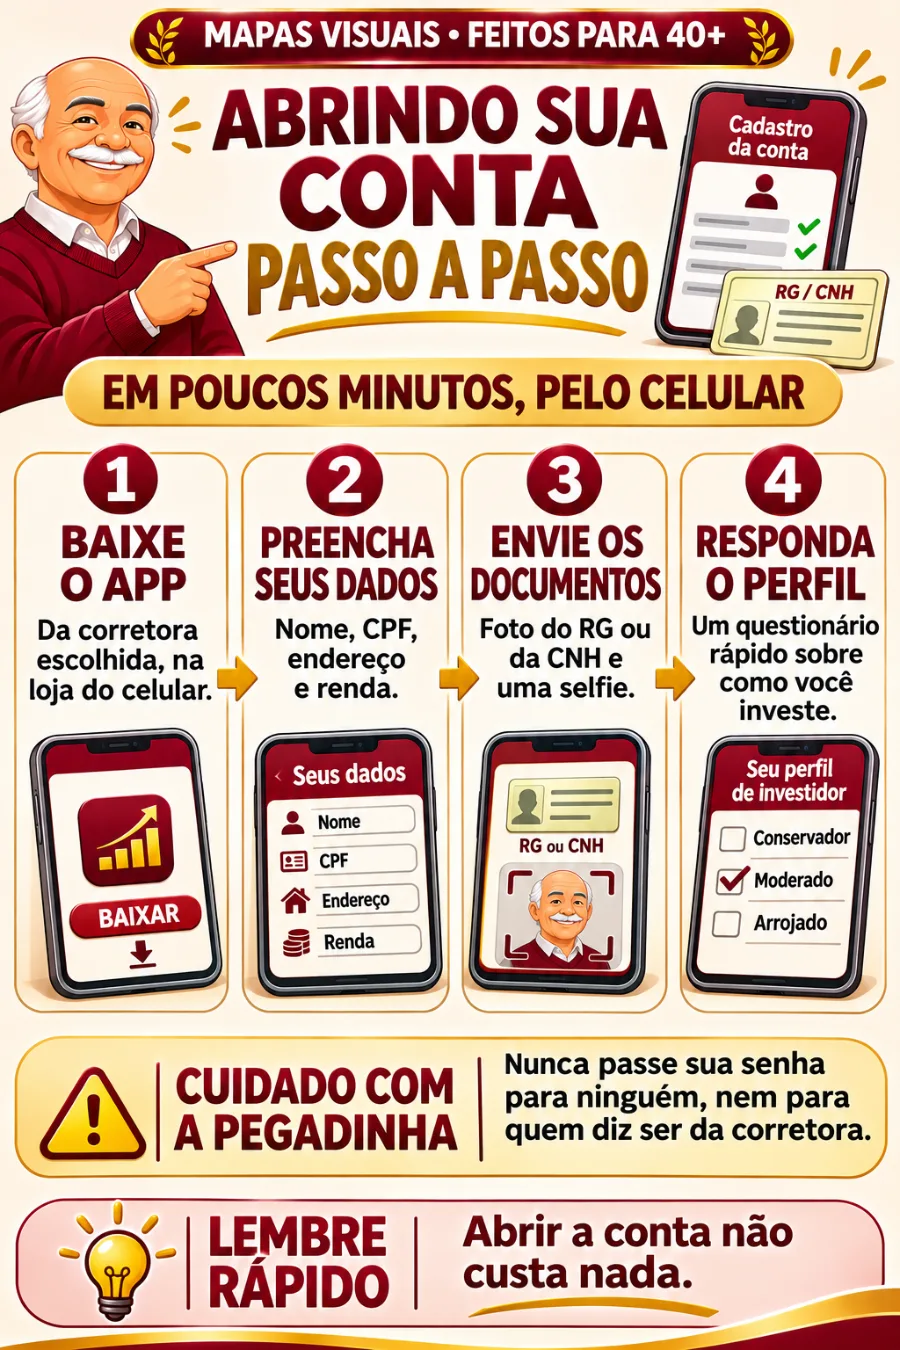 MAPAS VISUAIS • FEITOS PARA 40+
ABRINDO SUA
CONTA
PASSO A PASSO
Cadastro
da conta
RG / CNH
EM POUCOS MINUTOS, PELO CELULAR
1
BAIXE
O APP
Da corretora
escolhida, na
loja do celular.
BAIXAR
2
PREENCHA
SEUS DADOS
Nome, CPF,
endereço
e renda.
‹ Seus dados
Nome
CPF
Endereço
Renda
3
ENVIE OS
DOCUMENTOS
Foto do RG ou
da CNH e
uma selfie.
RG ou CNH
4
RESPONDA
O PERFIL
Um questionário
rápido sobre
como você
investe.
Seu perfil
de investidor
Conservador
Moderado
Arrojado
CUIDADO COM
A PEGADINHA
Nunca passe sua senha
para ninguém, nem para
quem diz ser da corretora.
LEMBRE
RÁPIDO
Abrir a conta não
custa nada.